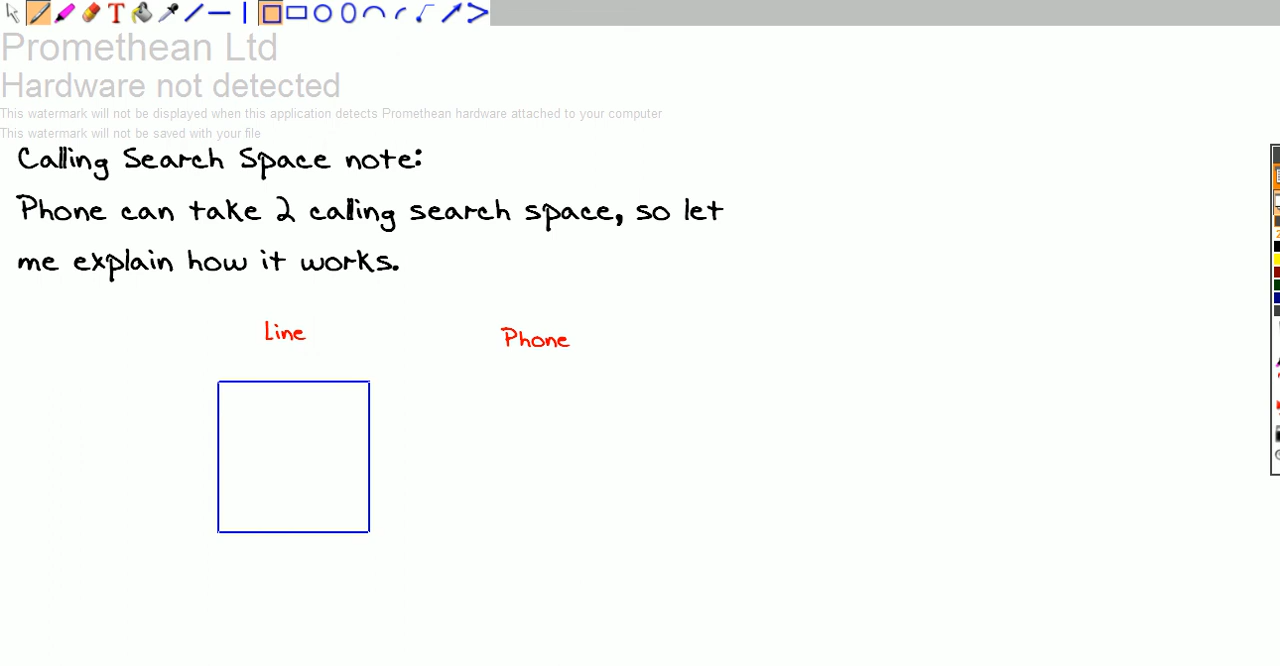 Promethean Ltd
Hardware not detected
This watermark will not be displayed when this application detects Promethean hardware attached to your computer
This watermark will not be saved with your file
Calling Search Space note:
Phone can take 2 calling search space, so let
me explain how it works.
Line
Phone